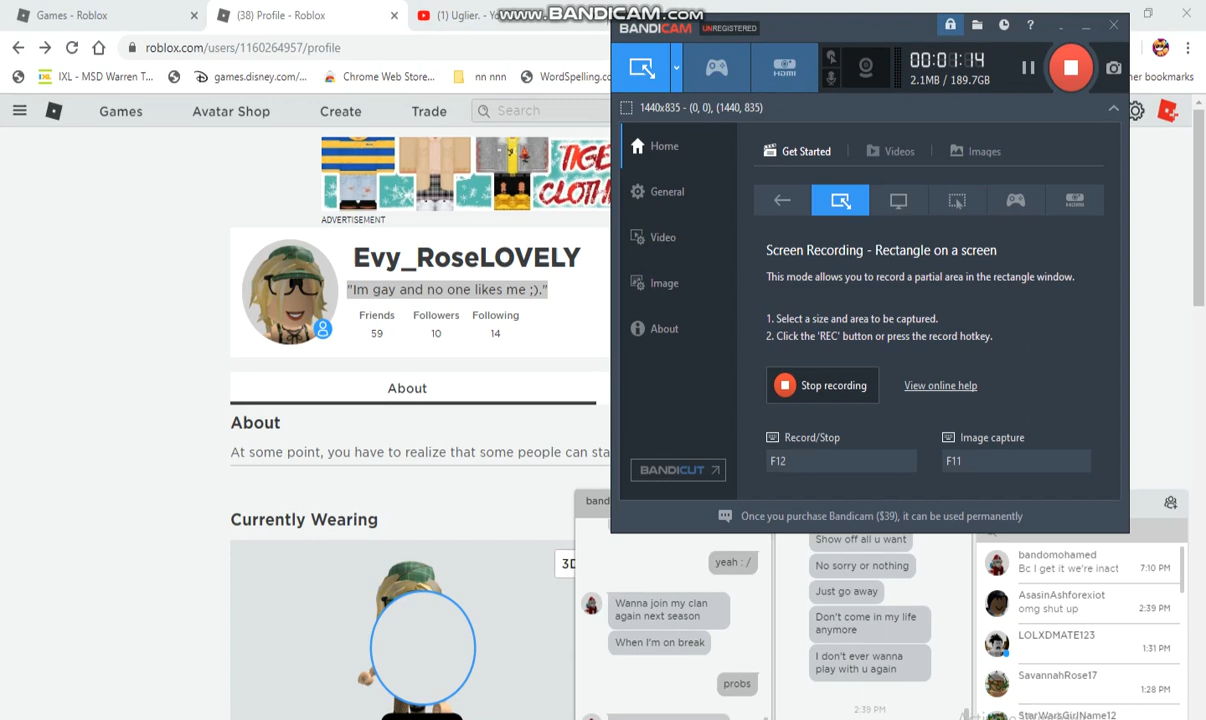 Games - Roblox
(38) Profile - Roblox
(1) Uglier. - Yo
www.BANDICAM.com
roblox.com/users/1160264957/profile
IXL - MSD Warren T...
games.disney.com/...
Chrome Web Store...
nn nnn
WordSpelling.co
her bookmarks
Games
Avatar Shop
Create
Trade
Search
TIGE
CLOTHI
ADVERTISEMENT
Evy_RoseLOVELY
"Im gay and no one likes me ;)."
Friends
Followers
Following
59
10
14
About
About
At some point, you have to realize that some people can sta
Currently Wearing
3D
BANDICAM
UNREGISTERED
HDMI
00:01:14
2.1MB / 189.7GB
1440x835 - (0, 0), (1440, 835)
Home
General
Video
Image
About
BANDICUT
Get Started
Videos
Images
HDMI
Screen Recording - Rectangle on a screen
This mode allows you to record a partial area in the rectangle window.
1. Select a size and area to be captured.
2. Click the 'REC' button or press the record hotkey.
Stop recording
View online help
Record/Stop
Image capture
F12
F11
Once you purchase Bandicam ($39), it can be used permanently
band
yeah : /
Wanna join my clan
again next season
When I'm on break
probs
Show off all u want
No sorry or nothing
Just go away
Don't come in my life
anymore
I don't ever wanna
play with u again
2:39 PM
bandomohamed
Bc I get it we're inact
7:10 PM
AsasinAshforexiot
omg shut up
2:39 PM
LOLXDMATE123
1:31 PM
SavannahRose17
1:28 PM
StarWarsGirlName12